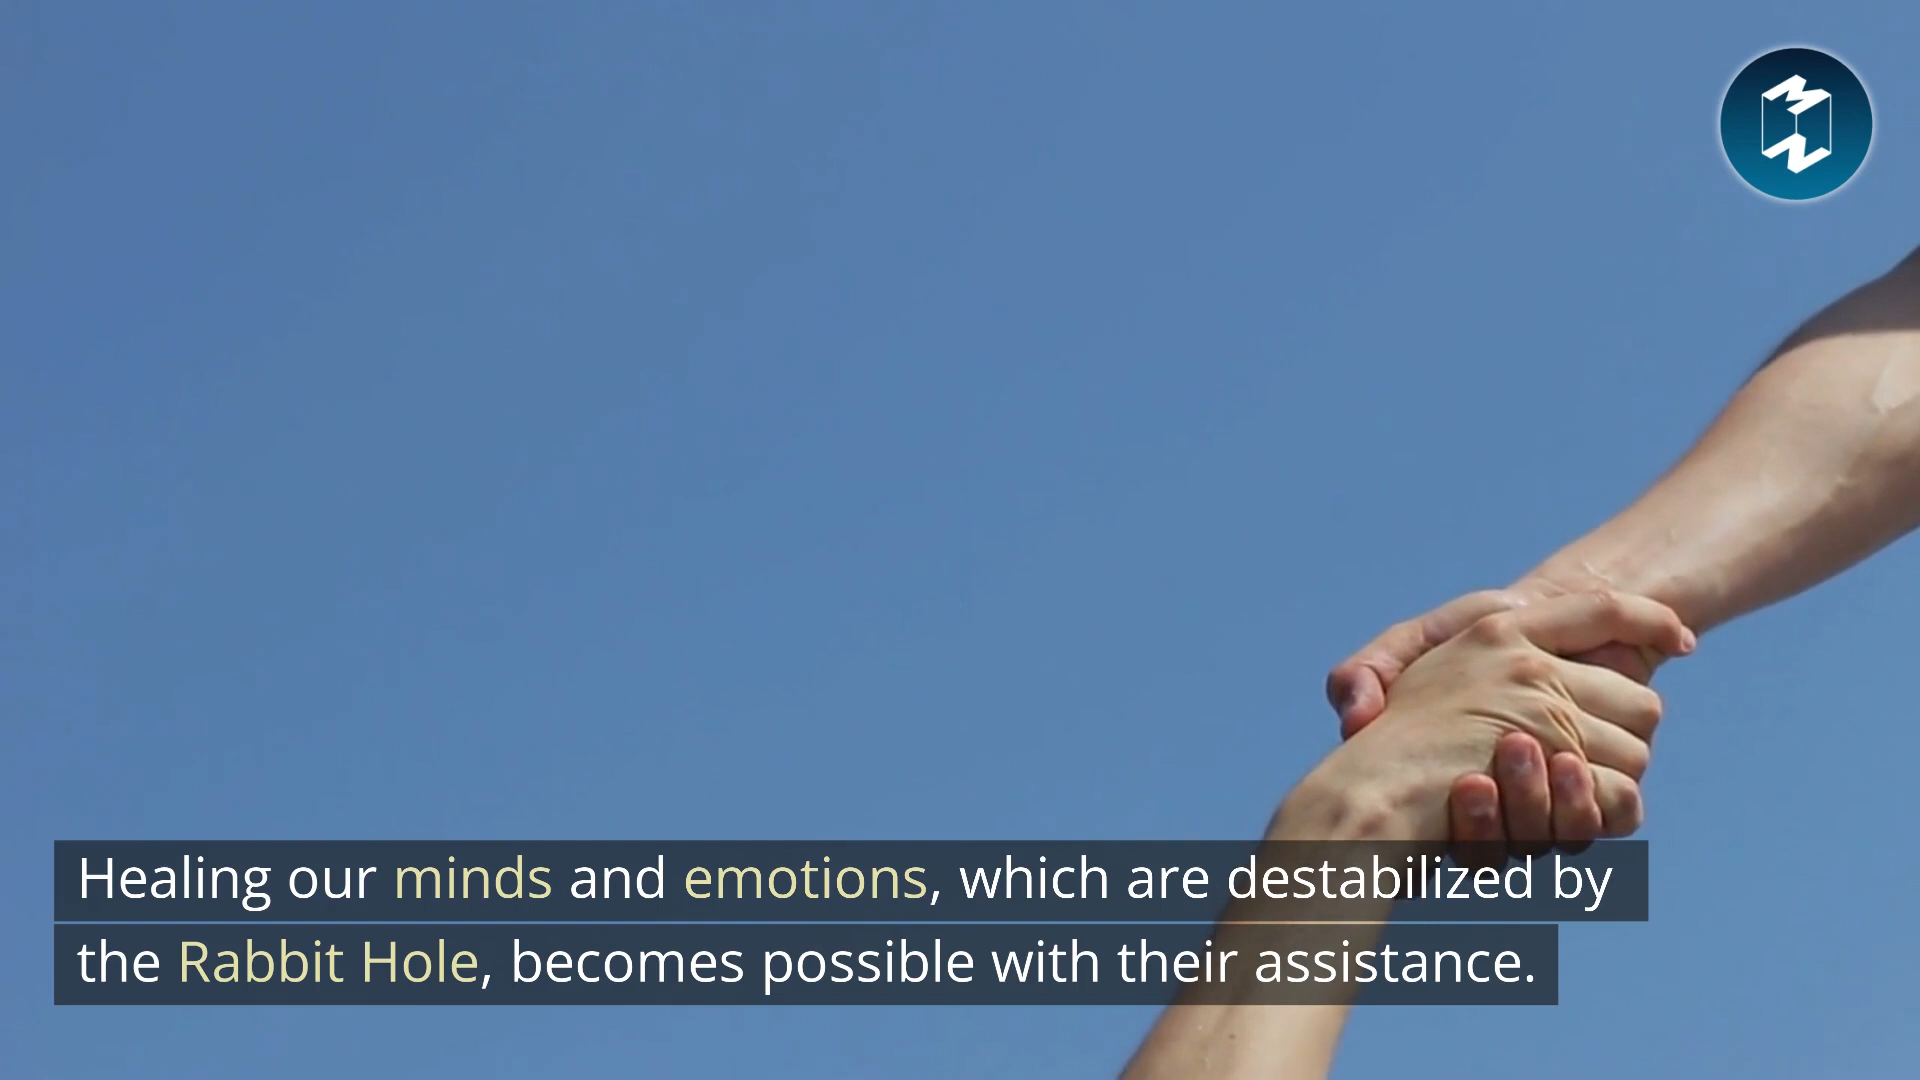 Healing our minds and emotions, which are destabilized by
the Rabbit Hole, becomes possible with their assistance.